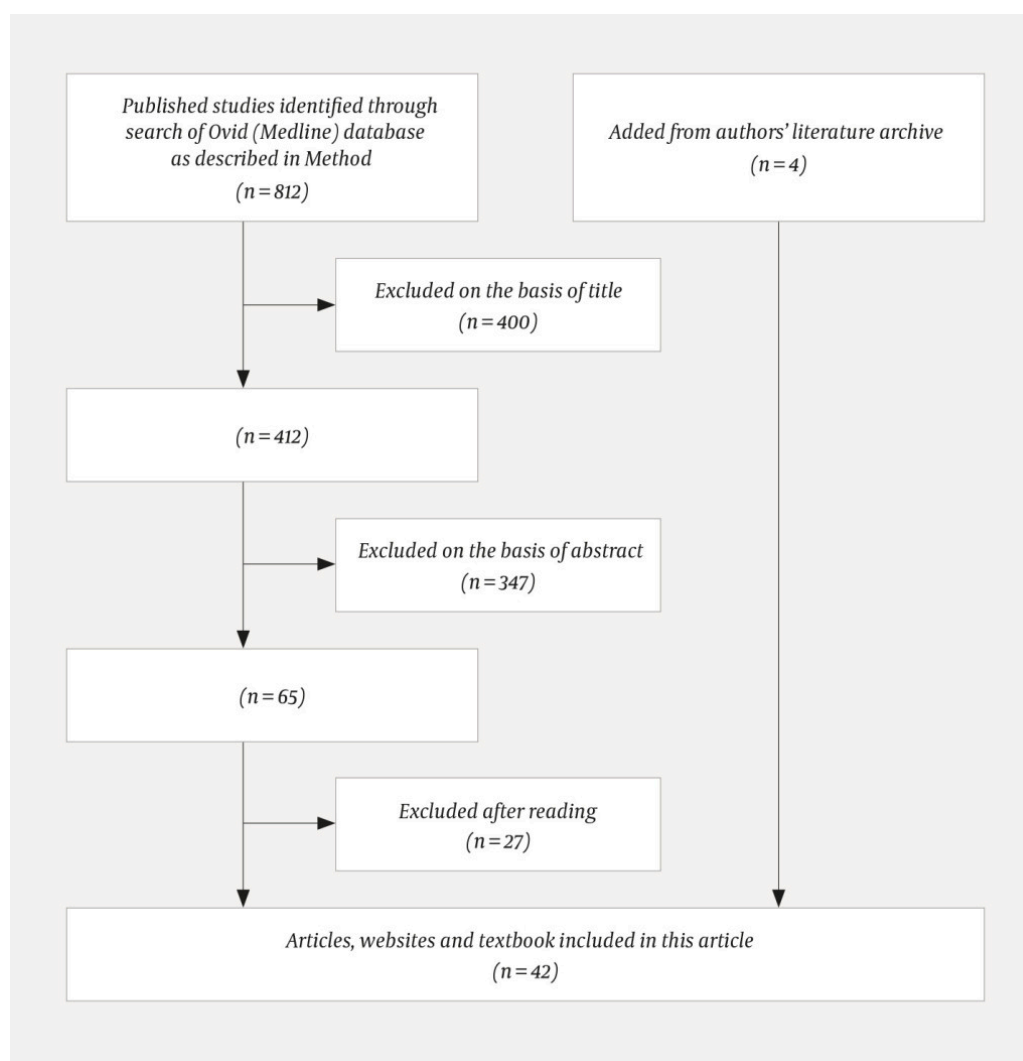 Published studies identified through
search of Ovid (Medline) database
as described in Method
(n = 812)
Added from authors’ literature archive
(n = 4)
Excluded on the basis of title
(n = 400)
(n = 412)
Excluded on the basis of abstract
(n = 347)
(n = 65)
Excluded after reading
(n = 27)
Articles, websites and textbook included in this article
(n = 42)